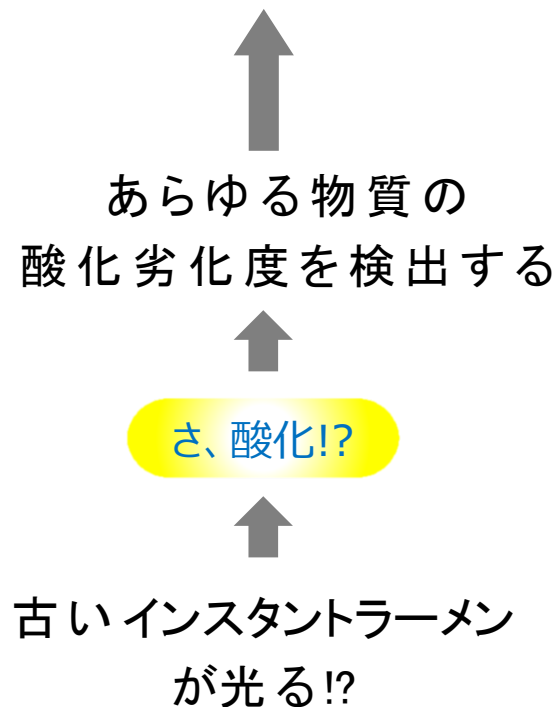 あらゆる物質の
酸化劣化度を検出する
さ、酸化!?
古いインスタントラーメン
が光る!?